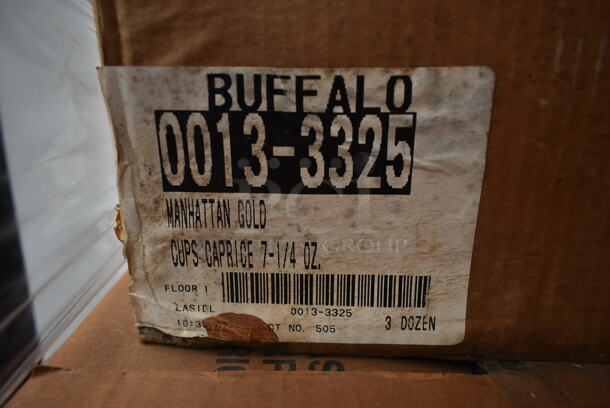 BUFFALO
0013-3325
MANHATTAN GOLD
CUPS CAPRICE 7-1/4 OZ.
GROUP
FLOOR 1
0013-3325
NO. 505
3 DOZEN